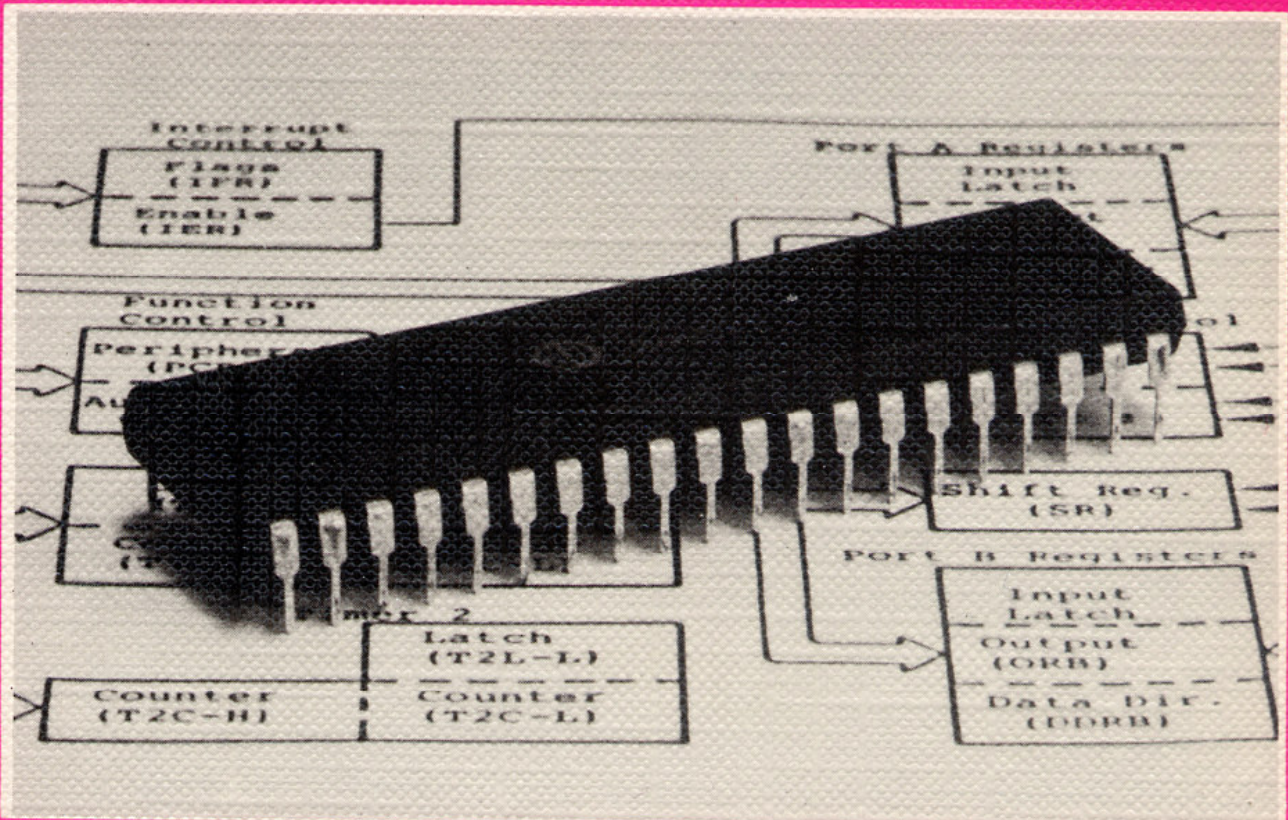 Interrupt
Control
Flags
(IFR)
Enable
(IER)
Port A Registers
Input
Latch
Function
Control
Shift Reg.
(SR)
Port B Registers
Input
Latch
Output
(ORB)
Data Dir.
(DDRB)
2
Latch
(T2L-L)
Counter
(T2C-H)
Counter
(T2C-L)